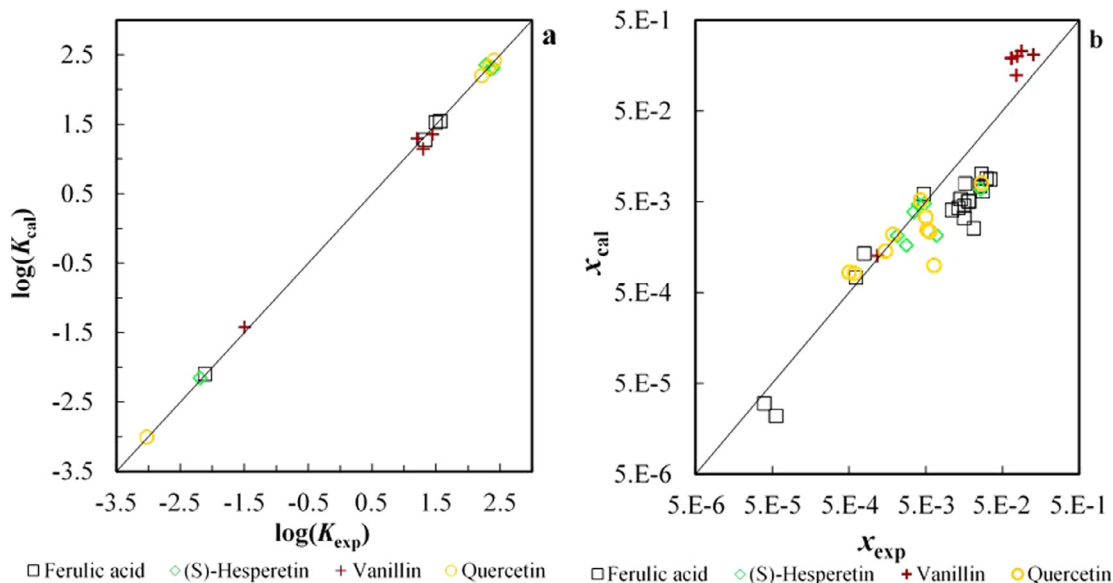 a
2.5
1.5
0.5
-0.5
-1.5
-2.5
-3.5
log(Kcal)
-3.5 -2.5 -1.5 -0.5 0.5 1.5 2.5
log(Kexp)
Ferulic acid (S)-Hesperetin Vanillin Quercetin
b
5.E-1
5.E-2
5.E-3
5.E-4
5.E-5
5.E-6
xcal
5.E-6 5.E-5 5.E-4 5.E-3 5.E-2 5.E-1
xexp
Ferulic acid (S)-Hesperetin Vanillin Quercetin